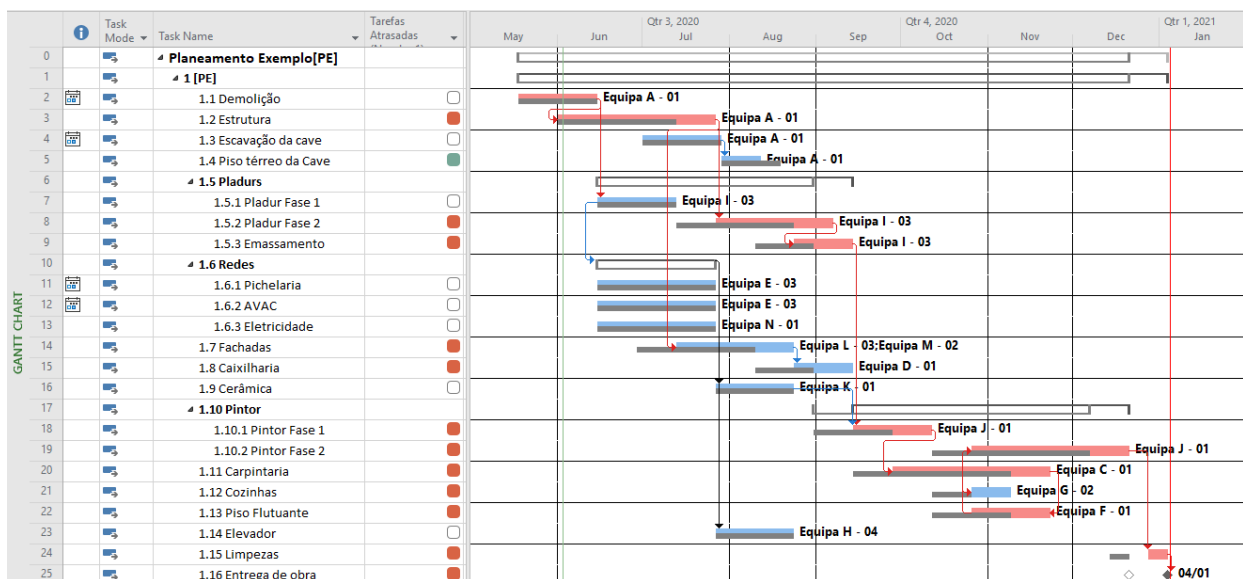 Qtr 3, 2020 Qtr 4, 2020 Qtr 1, 2021
Task Mode Task Name Tarefas Atrasadas May Jun Jul Aug Sep Oct Nov Dec Jan
GANTT CHART
0 Planeamento Exemplo[PE]
1 1 [PE]
2 1.1 Demolição Equipa A - 01
3 1.2 Estrutura Equipa A - 01
4 1.3 Escavação da cave Equipa A - 01
5 1.4 Piso térreo da Cave Equipa A - 01
6 1.5 Pladurs
7 1.5.1 Pladur Fase 1 Equipa I - 03
8 1.5.2 Pladur Fase 2 Equipa I - 03
9 1.5.3 Emassamento Equipa I - 03
10 1.6 Redes
11 1.6.1 Pichelaria Equipa E - 03
12 1.6.2 AVAC Equipa E - 03
13 1.6.3 Eletricidade Equipa N - 01
14 1.7 Fachadas Equipa L - 03;Equipa M - 02
15 1.8 Caixilharia Equipa D - 01
16 1.9 Cerâmica Equipa K - 01
17 1.10 Pintor
18 1.10.1 Pintor Fase 1 Equipa J - 01
19 1.10.2 Pintor Fase 2 Equipa J - 01
20 1.11 Carpintaria Equipa C - 01
21 1.12 Cozinhas Equipa G - 02
22 1.13 Piso Flutuante Equipa F - 01
23 1.14 Elevador Equipa H - 04
24 1.15 Limpezas
25 1.16 Entrega de obra 04/01